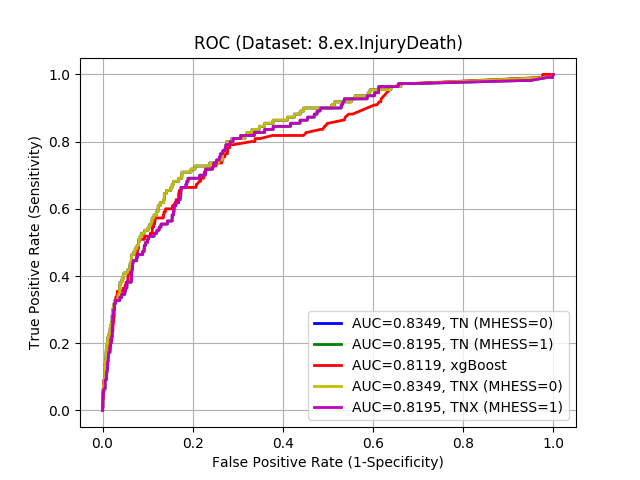 ROC (Dataset: 8.ex.InjuryDeath)
True Positive Rate (Sensitivity)
1.0
0.8
0.6
0.4
0.2
0.0
AUC=0.8349, TN (MHESS=0)
AUC=0.8195, TN (MHESS=1)
AUC=0.8119, xgBoost
AUC=0.8349, TNX (MHESS=0)
AUC=0.8195, TNX (MHESS=1)
0.0 0.2 0.4 0.6 0.8 1.0
False Positive Rate (1-Specificity)